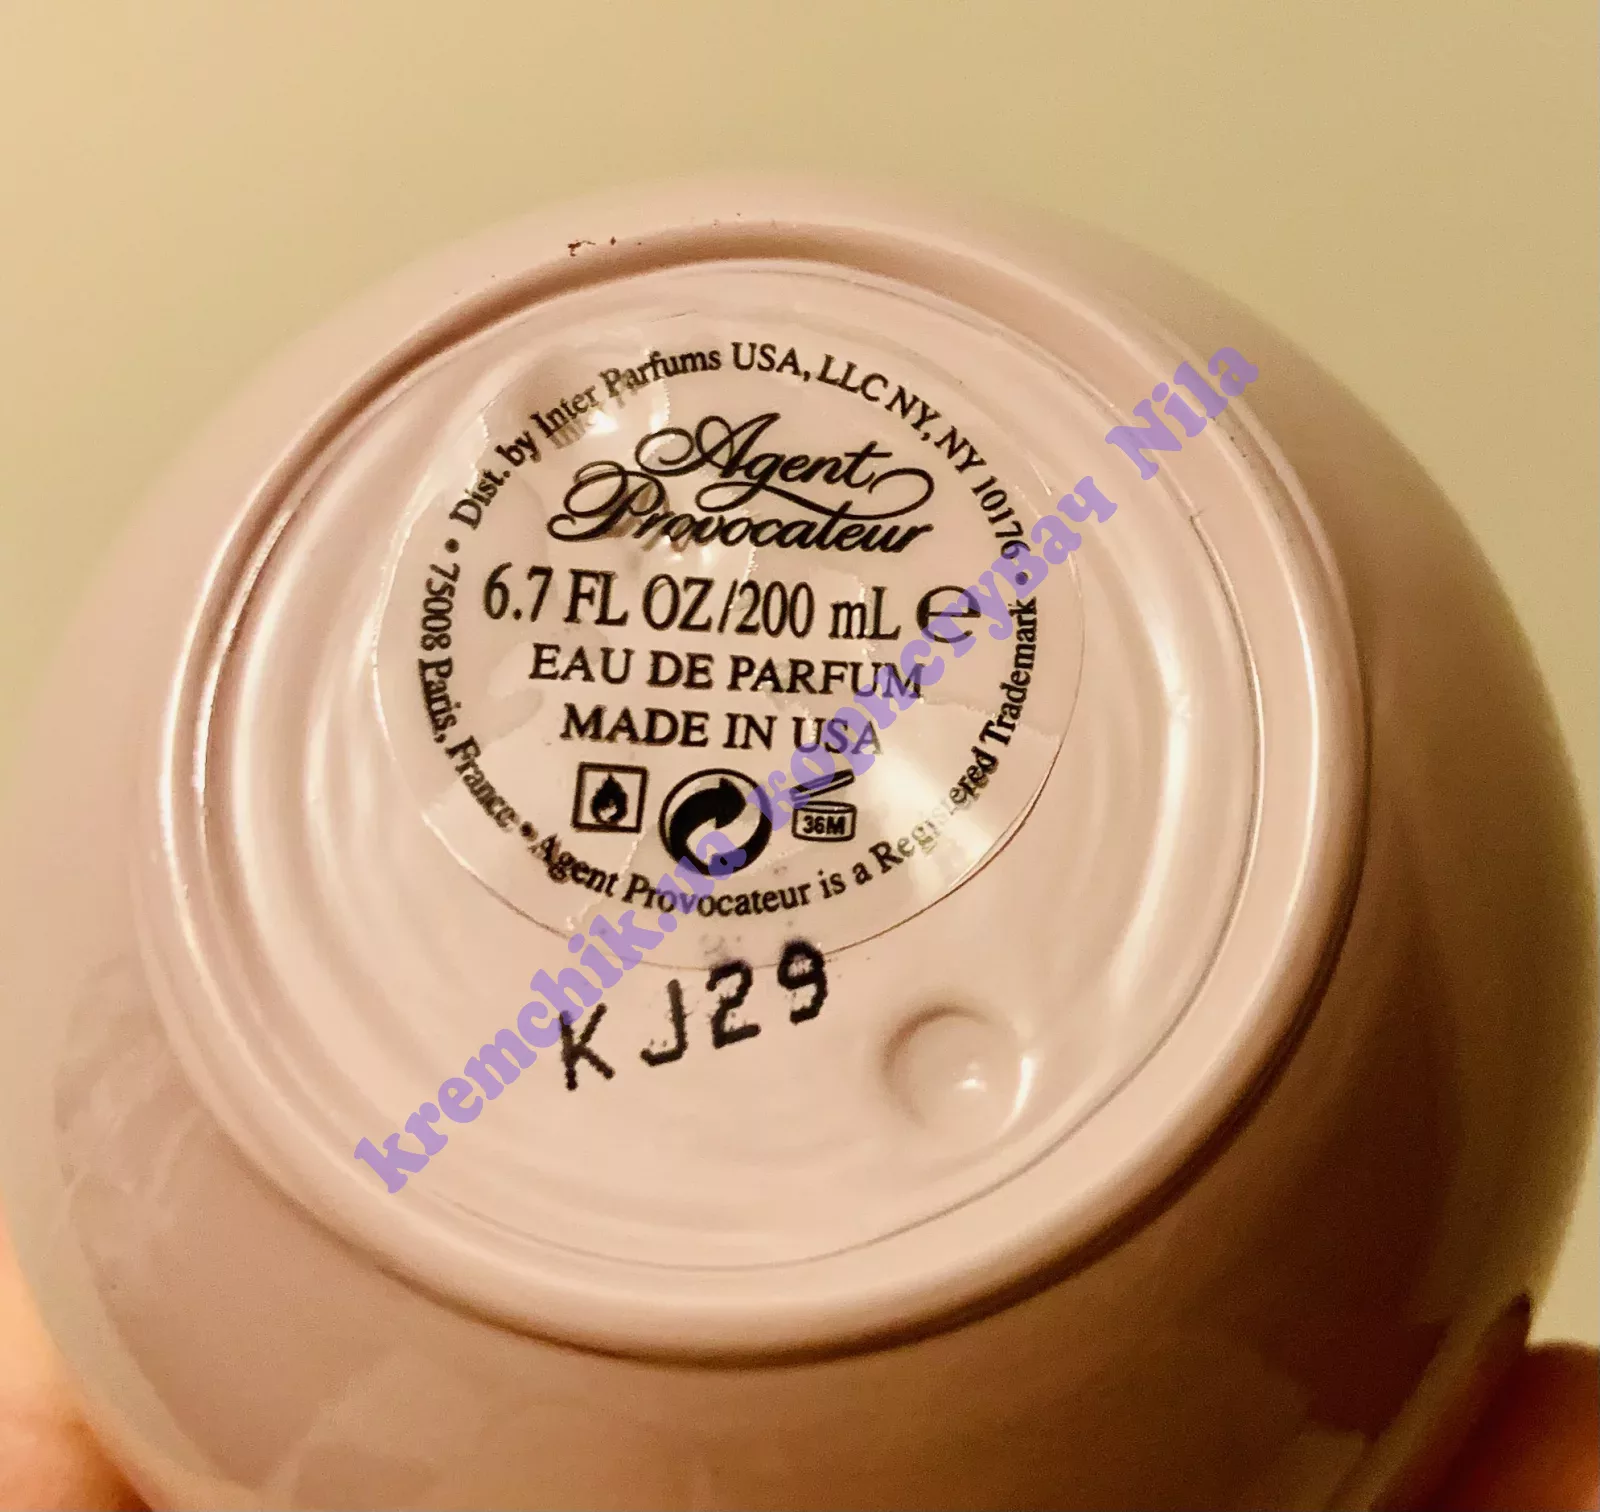 Dist. by Inter Parfums USA, LLC NY, NY 10176 •
75008 Paris, France • Agent Provocateur is a Registered Trademark •
Agent
Provocateur
6.7 FL OZ/200 mL ℮
EAU DE PARFUM
MADE IN USA
36M
KJ29
kremchik.ua користувач Nila